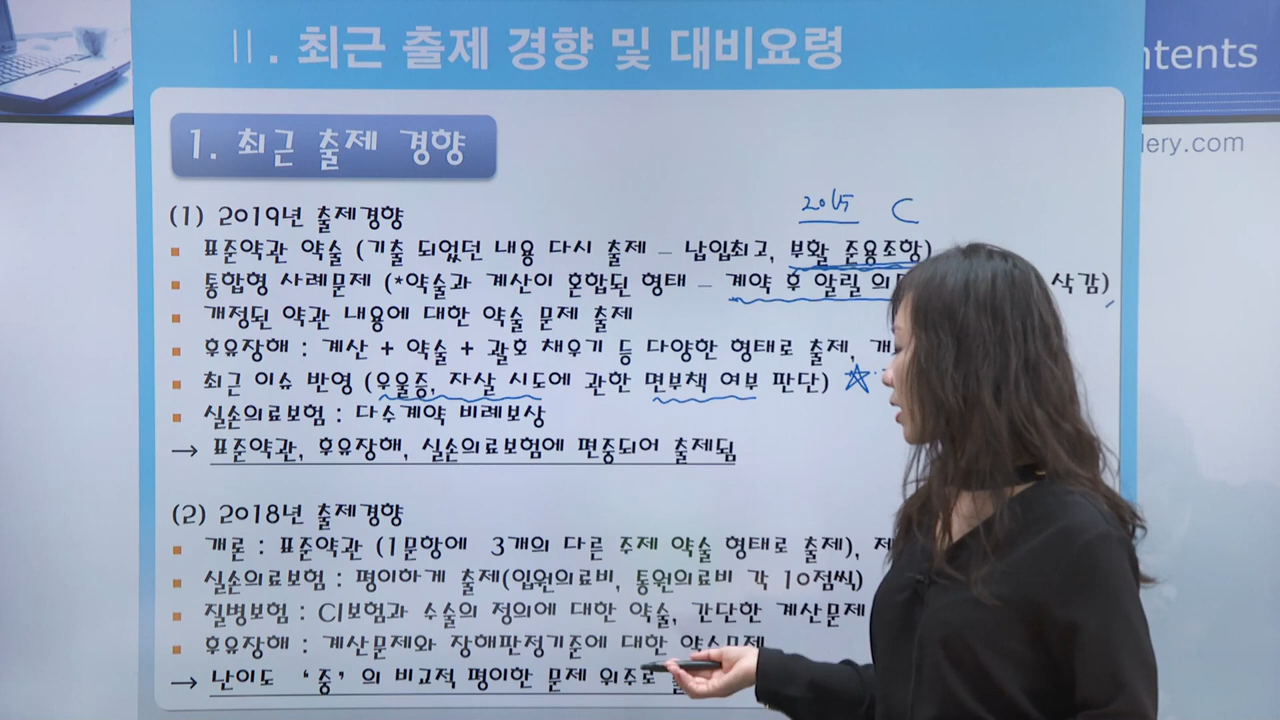 II. 최근 출제 경향 및 대비요령
ntents
lery.com
1. 최근 출제 경향
2015 C
(1) 2019년 출제경향
▪ 표준약관 약술 (기출 되었던 내용 다시 출제 - 납입최고, 부활 준용조항)
▪ 통합형 사례문제 (*약술과 계산이 혼합된 형태 - 계약 후 알릴 삭감)
▪ 개정된 약관 내용에 대한 약술 문제 출제
▪ 후유장해 : 계산 + 약술 + 괄호 채우기 등 다양한 형태로 출제,
▪ 최근 이슈 반영 (우울증, 자살 시도에 관한 면부책 여부 판단)
▪ 실손의료보험 : 다수계약 비례보상
→ 표준약관, 후유장해, 실손의료보험에 편중되어 출제됨
(2) 2018년 출제경향
▪ 개론 : 표준약관 (1문항에 3개의 다른 주제 약술 형태로 출제),
▪ 실손의료보험 : 평이하게 출제(입원의료비, 통원의료비 각 10점씩)
▪ 질병보험 : CI보험과 수술의 정의에 대한 약술, 간단한 계산문제
▪ 후유장해 : 계산문제와 장해판정기준에 대한 약술문제
→ 난이도 ‘중’의 비교적 평이한 문제 위주로